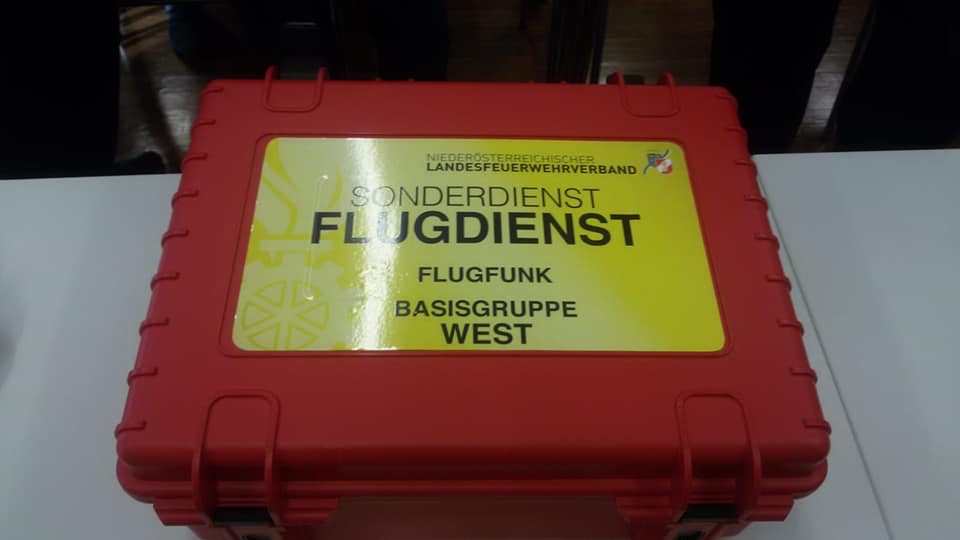 NIEDERÖSTERREICHISCHER
LANDESFEUERWEHRVERBAND
SONDERDIENST
FLUGDIENST
FLUGFUNK
BASISGRUPPE
WEST